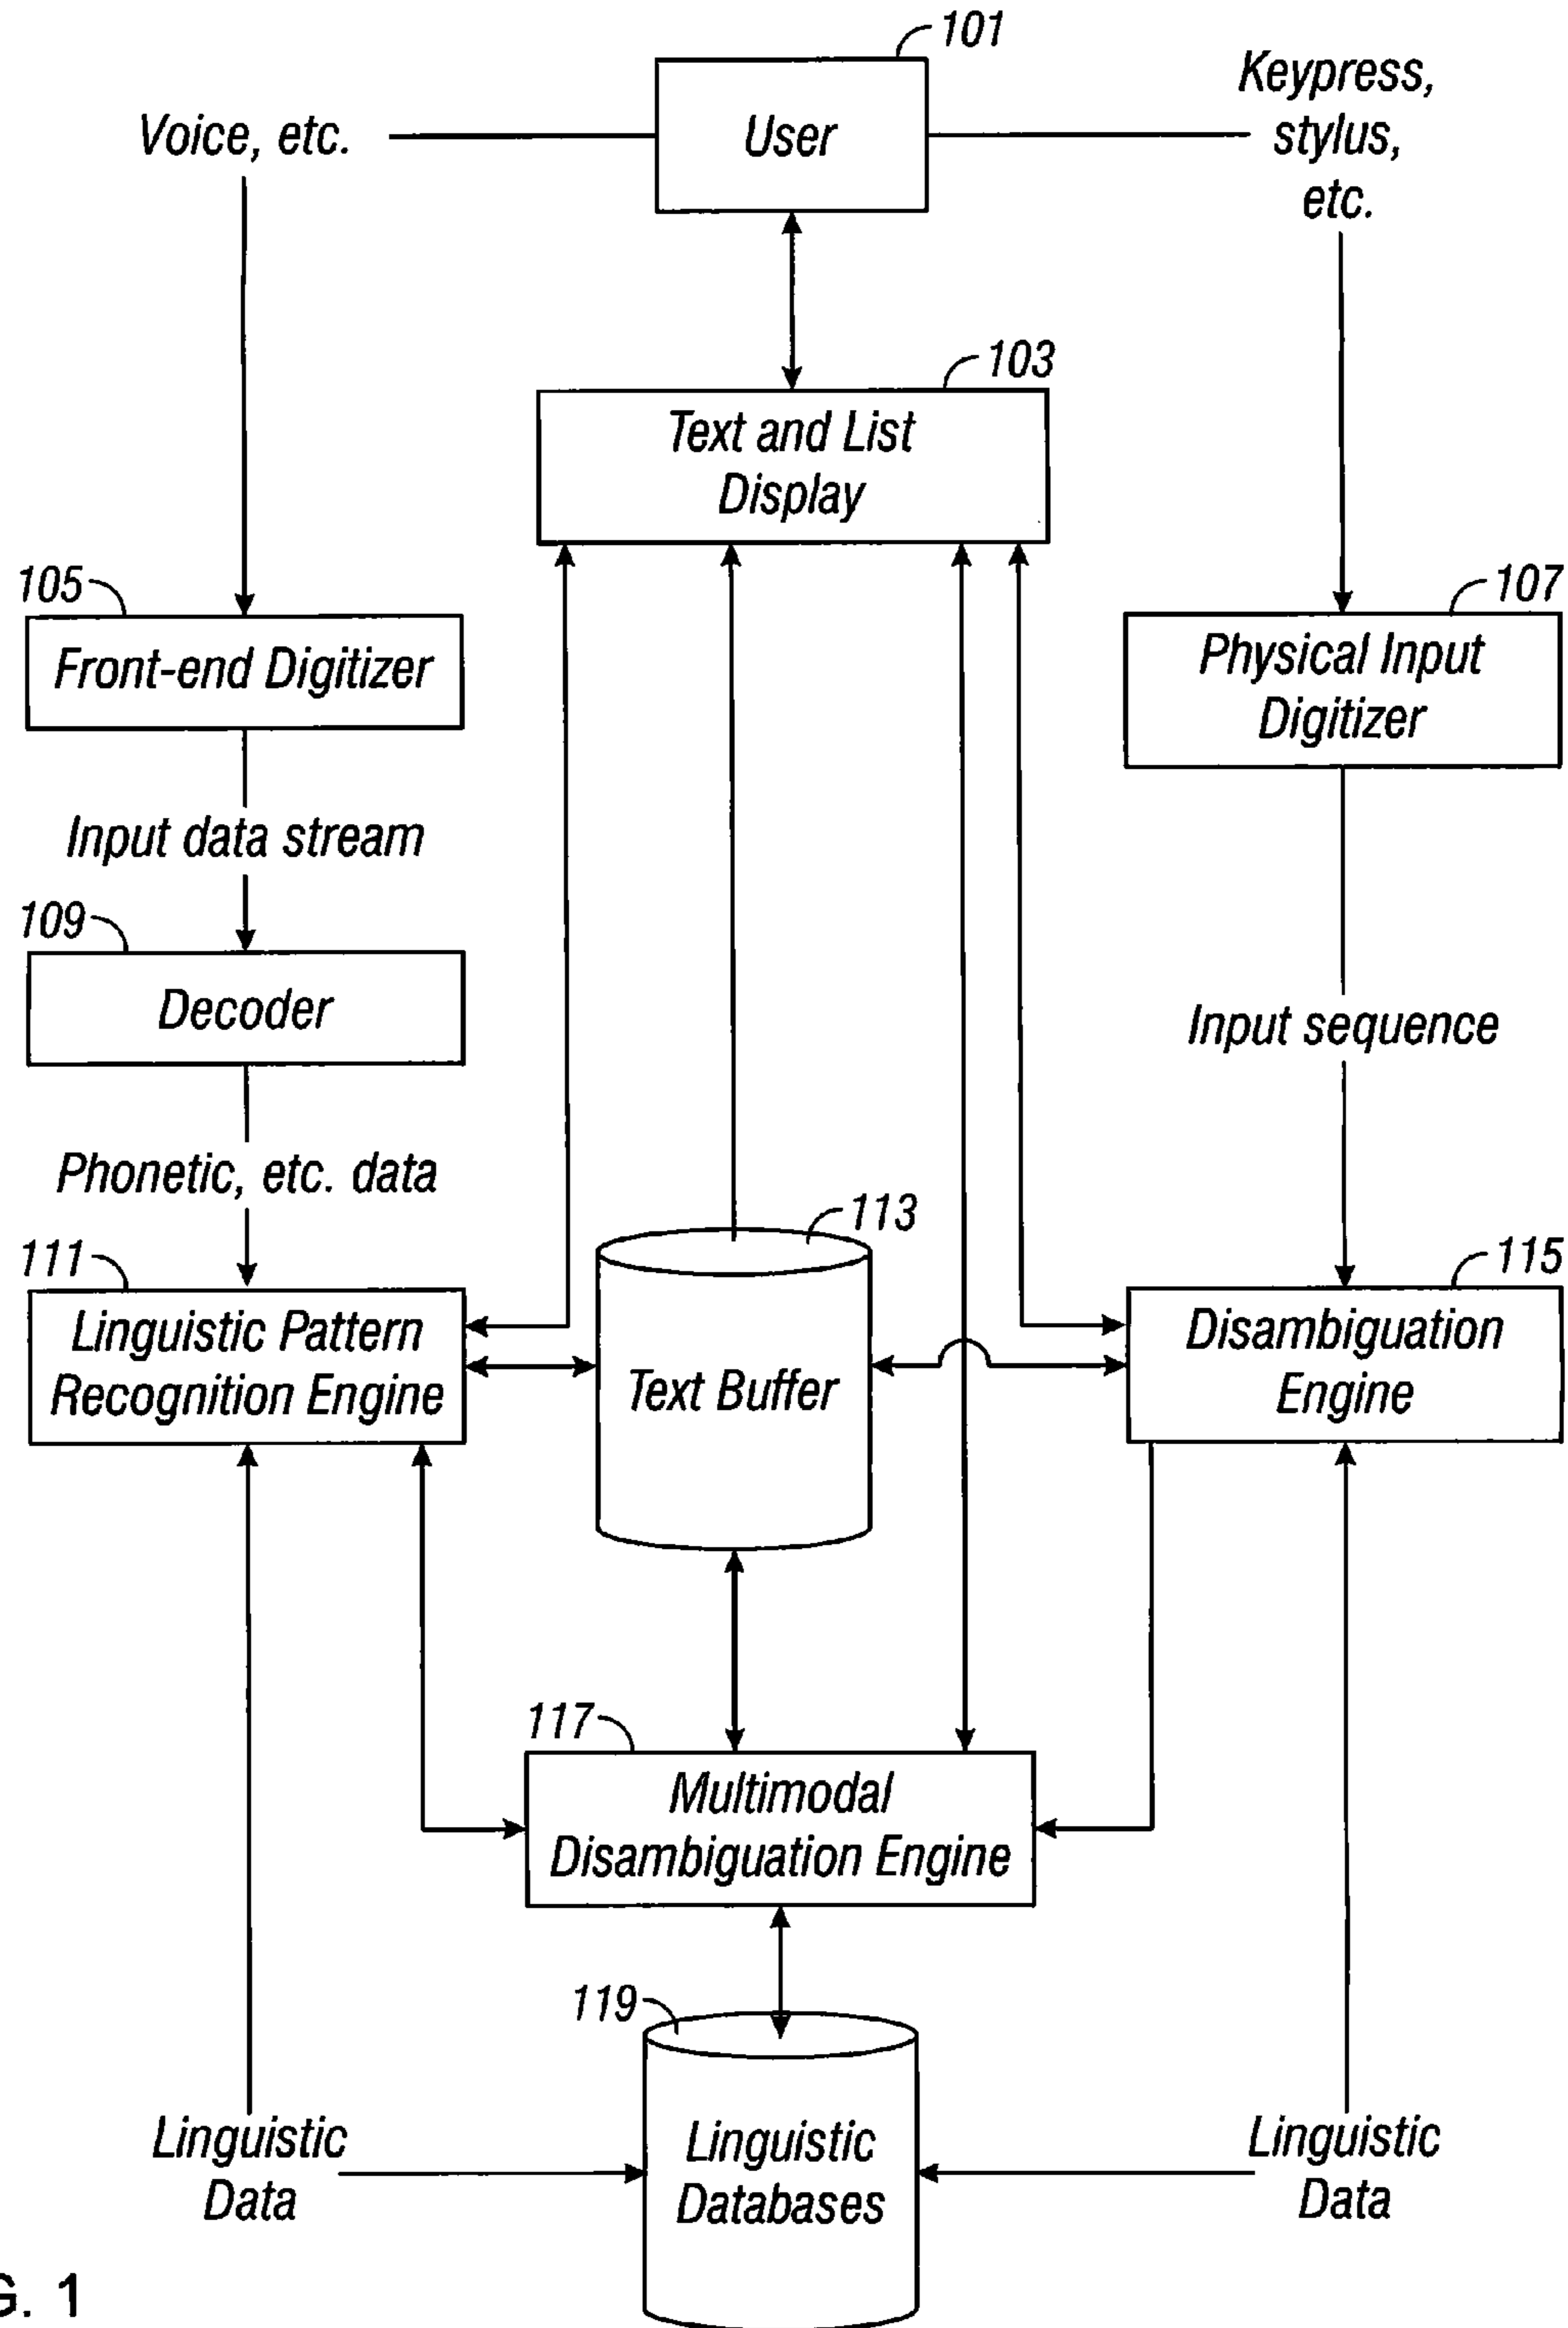 101
Voice, etc.
User
Keypress,
stylus,
etc.
103
Text and List
Display
105
Front-end Digitizer
107
Physical Input
Digitizer
Input data stream
109
Decoder
Input sequence
Phonetic, etc. data
111
Linguistic Pattern
Recognition Engine
113
Text Buffer
115
Disambiguation
Engine
117
Multimodal
Disambiguation Engine
119
Linguistic
Data
Linguistic
Databases
Linguistic
Data
G. 1